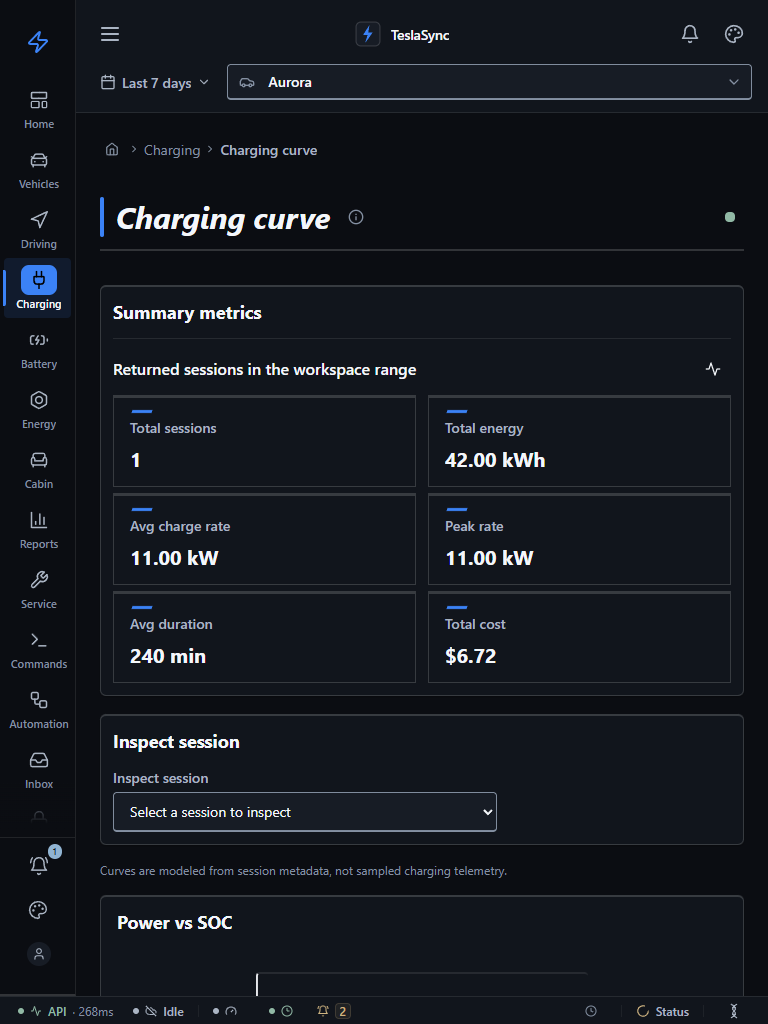 TeslaSync
Last 7 days
Aurora
Home
Vehicles
Driving
Charging
Battery
Energy
Cabin
Reports
Service
Commands
Automation
Inbox
1
Charging
Charging curve
Charging curve
Summary metrics
Returned sessions in the workspace range
Total sessions
1
Total energy
42.00 kWh
Avg charge rate
11.00 kW
Peak rate
11.00 kW
Avg duration
240 min
Total cost
$6.72
Inspect session
Inspect session
Select a session to inspect
Curves are modeled from session metadata, not sampled charging telemetry.
Power vs SOC
API · 268ms
Idle
2
Status